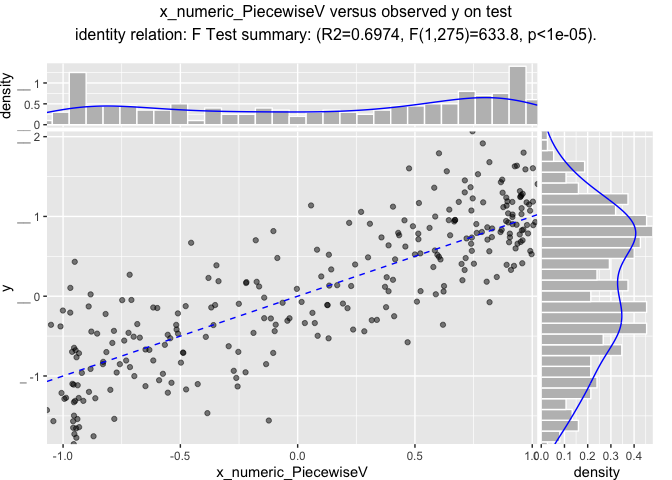 x_numeric_PiecewiseV versus observed y on test
identity relation: F Test summary: (R2=0.6974, F(1,275)=633.8, p<1e-05).
density
1
0.5
0
y
2
1
0
-1
-1.0 -0.5 0.0 0.5 1.0
x_numeric_PiecewiseV
0.0 0.1 0.2 0.3 0.4
density